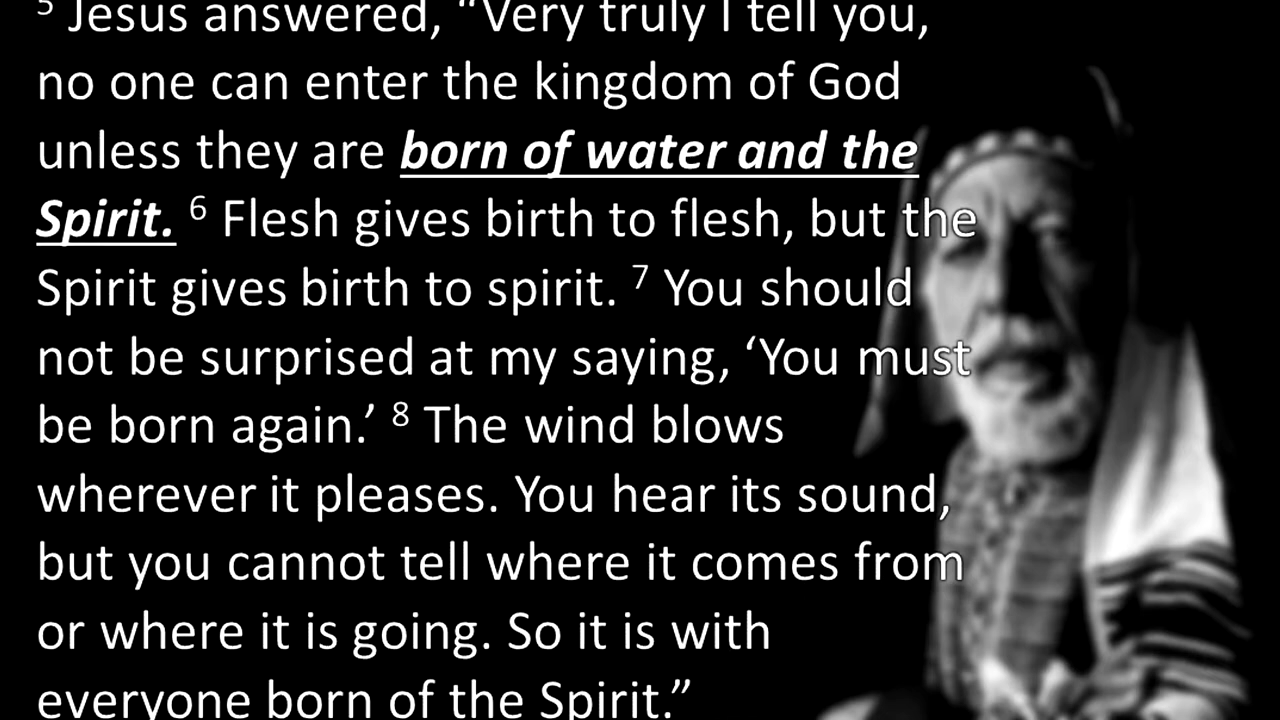 ⁵ Jesus answered, “Very truly I tell you,
no one can enter the kingdom of God
unless they are born of water and the
Spirit. ⁶ Flesh gives birth to flesh, but the
Spirit gives birth to spirit. ⁷ You should
not be surprised at my saying, ‘You must
be born again.’ ⁸ The wind blows
wherever it pleases. You hear its sound,
but you cannot tell where it comes from
or where it is going. So it is with
everyone born of the Spirit.”